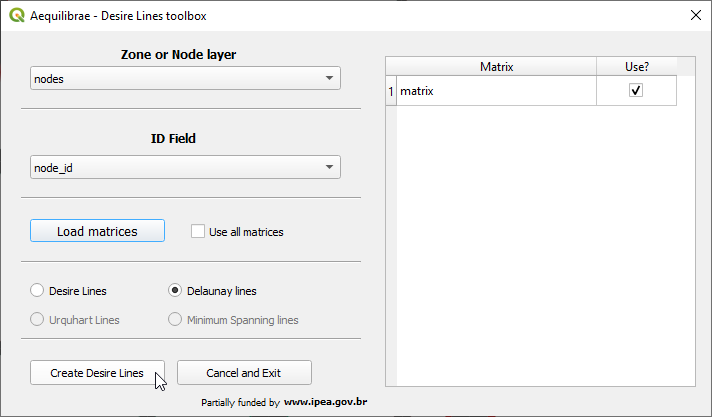 Aequilibrae - Desire Lines toolbox
Zone or Node layer
nodes
ID Field
node_id
Load matrices
Use all matrices
Desire Lines
Delaunay lines
Urquhart Lines
Minimum Spanning lines
Create Desire Lines
Cancel and Exit
Partially funded by www.ipea.gov.br
Matrix Use?
1 matrix